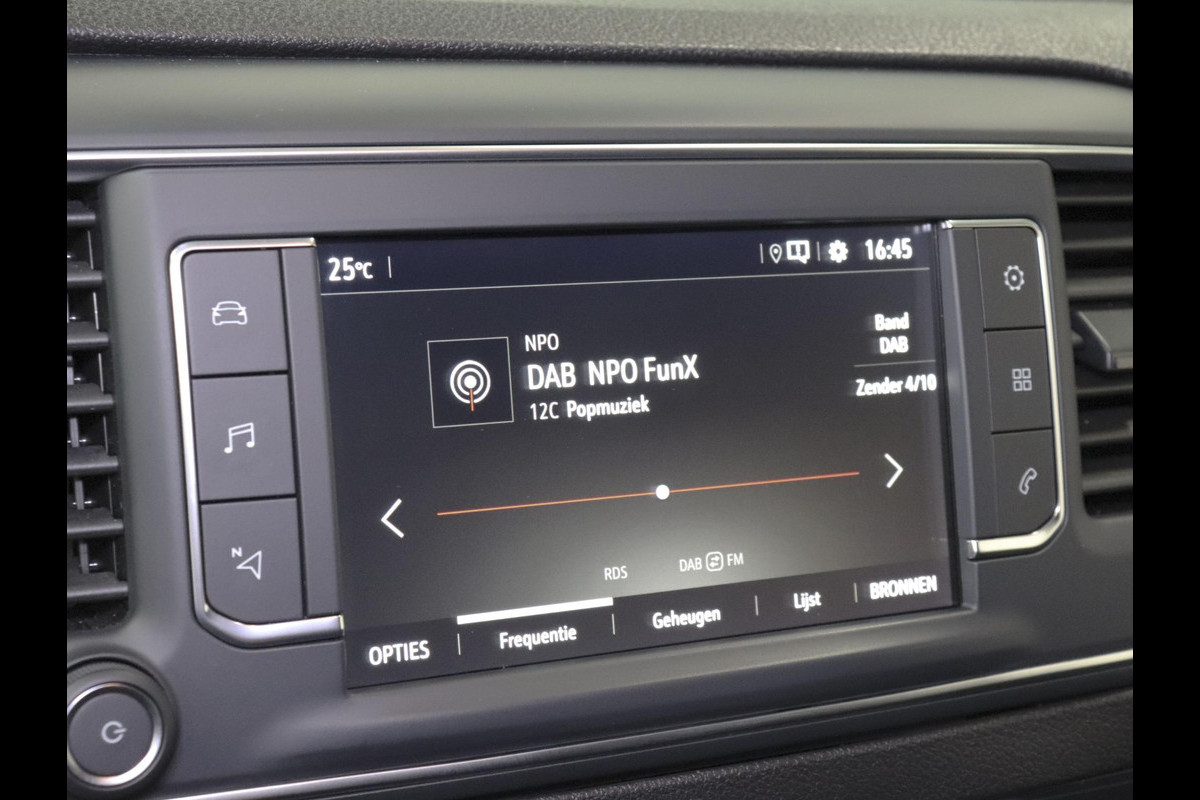 25°C
16:45
NPO
DAB NPO FunX
12C Popmuziek
Band
DAB
Zender 4/10
N
RDS
DAB FM
OPTIES
Frequentie
Geheugen
Lijst
BRONNEN